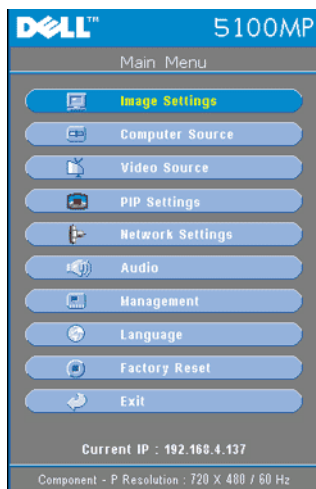 DELL™ 5100MP
Main Menu
Image Settings
Computer Source
Video Source
PIP Settings
Network Settings
Audio
Management
Language
Factory Reset
Exit
Current IP : 192.168.4.137
Component - P Resolution : 720 X 480 / 60 Hz